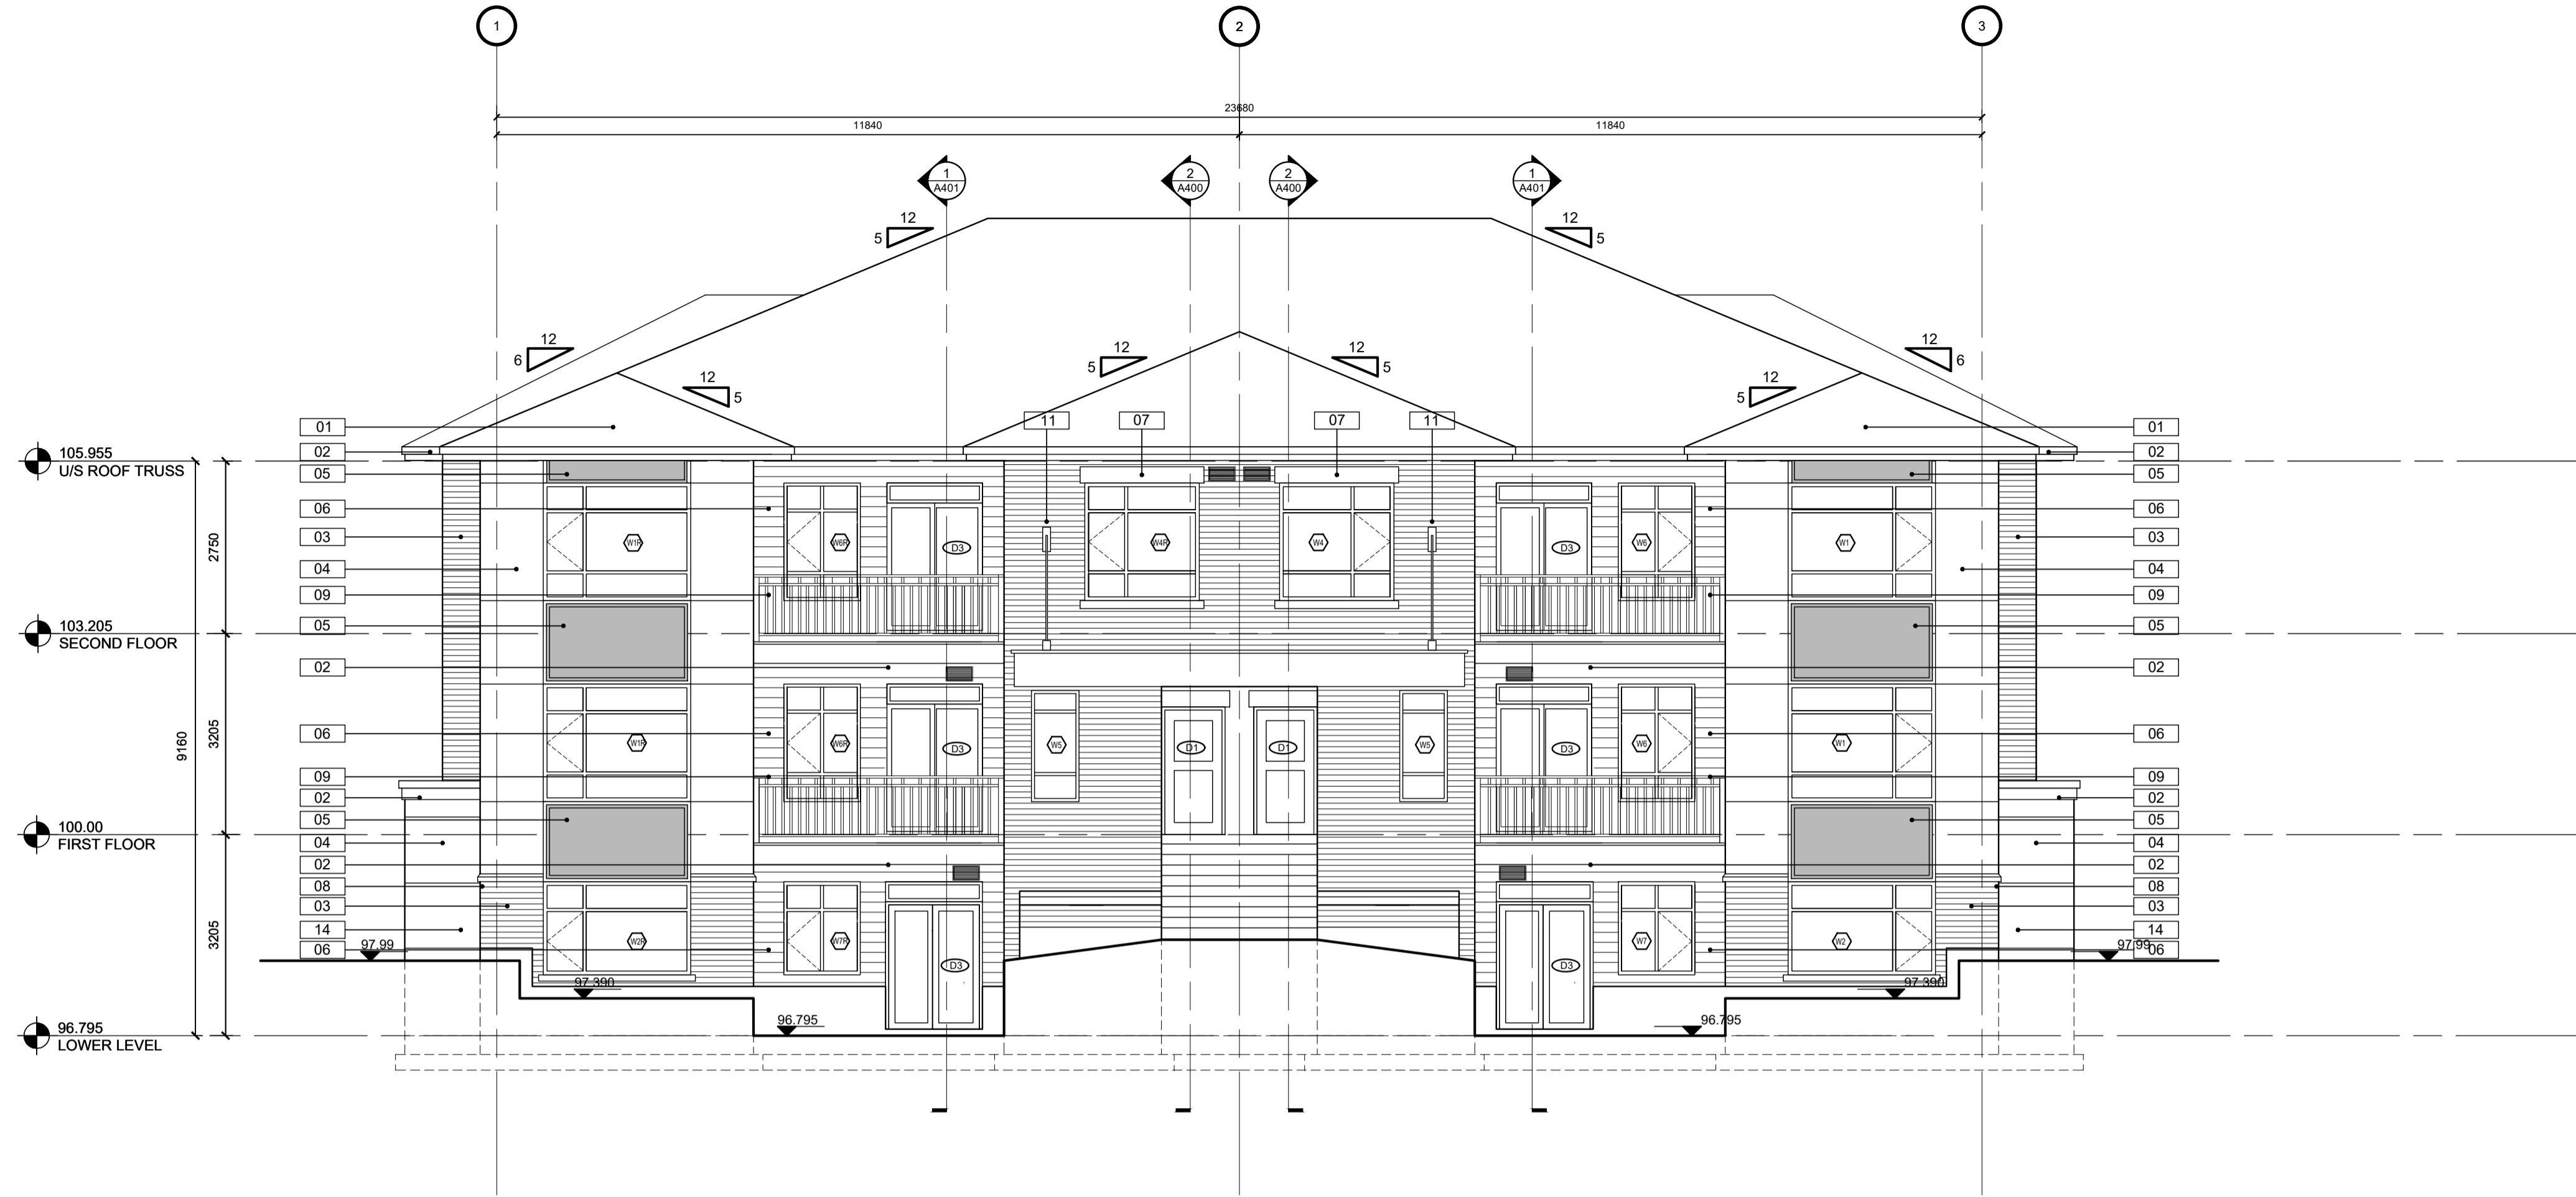 1
2
3
23680
11840
11840
1
A401
2
A400
2
A400
1
A401
12
5
12
5
12
6
12
5
12
5
12
5
12
5
12
6
01
02
05
06
03
04
09
05
02
06
09
02
05
04
02
08
03
14
06
11
07
07
11
01
02
05
06
03
04
09
05
02
06
09
02
05
04
02
08
03
14
06
105.955
U/S ROOF TRUSS
103.205
SECOND FLOOR
100.00
FIRST FLOOR
96.795
LOWER LEVEL
2750
3205
3205
9160
W1R
W6R
D3
W4R
W4
D3
W6
W1
W1R
W6R
D3
W5
D1
D1
W5
D3
W6
W1
W2R
W7R
D3
D3
W7
W2
97.99
97.390
96.795
96.795
97.390
97.99